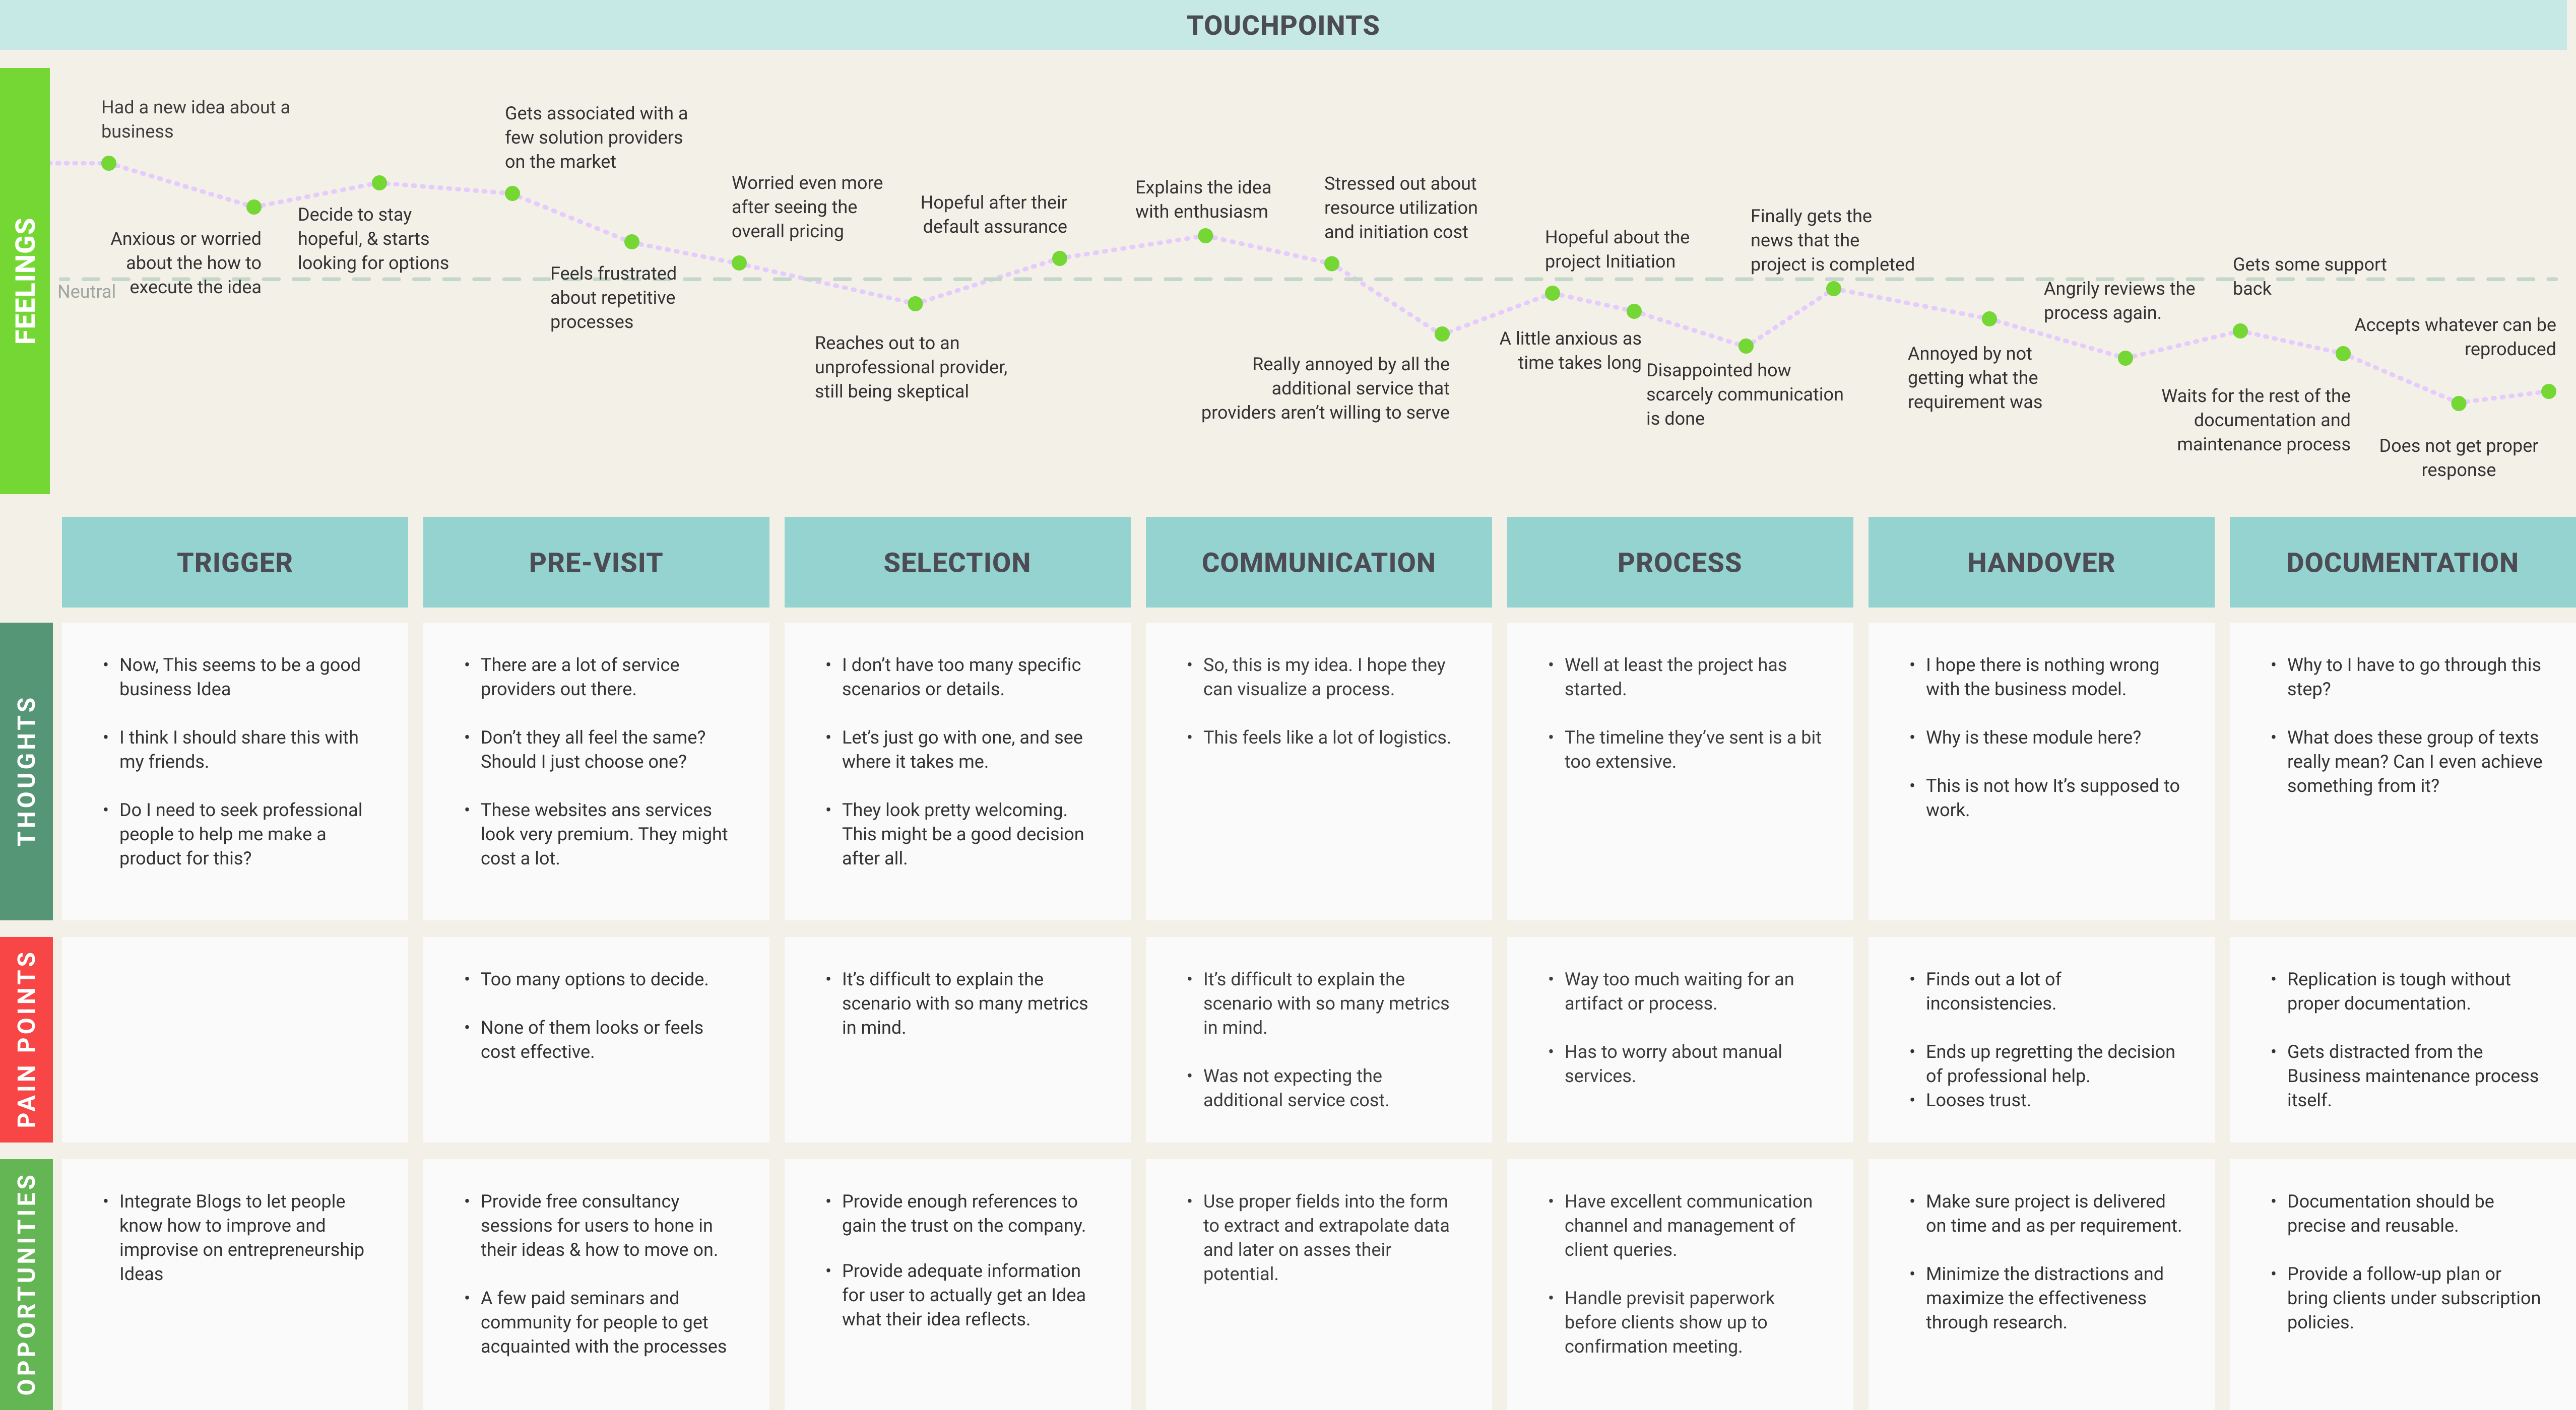 TOUCHPOINTS
FEELINGS
Had a new idea about a
business
Anxious or worried
about the how to
execute the idea
Neutral
Decide to stay
hopeful, & starts
looking for options
Gets associated with a
few solution providers
on the market
Feels frustrated
about repetitive
processes
Worried even more
after seeing the
overall pricing
Reaches out to an
unprofessional provider,
still being skeptical
Hopeful after their
default assurance
Explains the idea
with enthusiasm
Stressed out about
resource utilization
and initiation cost
Really annoyed by all the
additional service that
providers aren’t willing to serve
Hopeful about the
project Initiation
A little anxious as
time takes long
Disappointed how
scarcely communication
is done
Finally gets the
news that the
project is completed
Annoyed by not
getting what the
requirement was
Angrily reviews the
process again.
Gets some support
back
Waits for the rest of the
documentation and
maintenance process
Does not get proper
response
Accepts whatever can be
reproduced
TRIGGER
PRE-VISIT
SELECTION
COMMUNICATION
PROCESS
HANDOVER
DOCUMENTATION
THOUGHTS
• Now, This seems to be a good
business Idea
• I think I should share this with
my friends.
• Do I need to seek professional
people to help me make a
product for this?
• There are a lot of service
providers out there.
• Don’t they all feel the same?
Should I just choose one?
• These websites ans services
look very premium. They might
cost a lot.
• I don’t have too many specific
scenarios or details.
• Let’s just go with one, and see
where it takes me.
• They look pretty welcoming.
This might be a good decision
after all.
• So, this is my idea. I hope they
can visualize a process.
• This feels like a lot of logistics.
• Well at least the project has
started.
• The timeline they’ve sent is a bit
too extensive.
• I hope there is nothing wrong
with the business model.
• Why is these module here?
• This is not how It’s supposed to
work.
• Why to I have to go through this
step?
• What does these group of texts
really mean? Can I even achieve
something from it?
PAIN POINTS
• Too many options to decide.
• None of them looks or feels
cost effective.
• It’s difficult to explain the
scenario with so many metrics
in mind.
• It’s difficult to explain the
scenario with so many metrics
in mind.
• Was not expecting the
additional service cost.
• Way too much waiting for an
artifact or process.
• Has to worry about manual
services.
• Finds out a lot of
inconsistencies.
• Ends up regretting the decision
of professional help.
• Looses trust.
• Replication is tough without
proper documentation.
• Gets distracted from the
Business maintenance process
itself.
OPPORTUNITIES
• Integrate Blogs to let people
know how to improve and
improvise on entrepreneurship
Ideas
• Provide free consultancy
sessions for users to hone in
their ideas & how to move on.
• A few paid seminars and
community for people to get
acquainted with the processes
• Provide enough references to
gain the trust on the company.
• Provide adequate information
for user to actually get an Idea
what their idea reflects.
• Use proper fields into the form
to extract and extrapolate data
and later on asses their
potential.
• Have excellent communication
channel and management of
client queries.
• Handle previsit paperwork
before clients show up to
confirmation meeting.
• Make sure project is delivered
on time and as per requirement.
• Minimize the distractions and
maximize the effectiveness
through research.
• Documentation should be
precise and reusable.
• Provide a follow-up plan or
bring clients under subscription
policies.